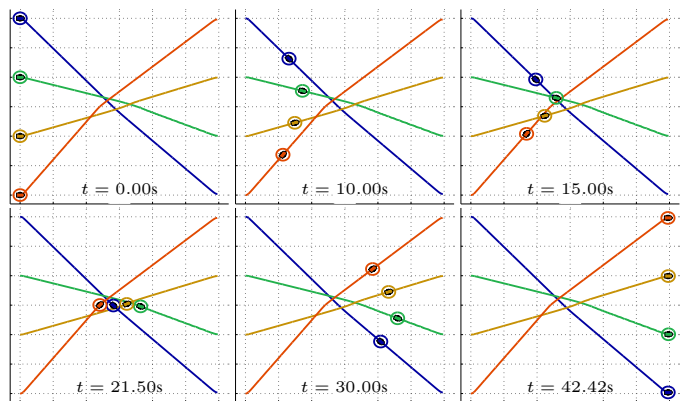 t = 0.00s
t = 10.00s
t = 15.00s
t = 21.50s
t = 30.00s
t = 42.42s